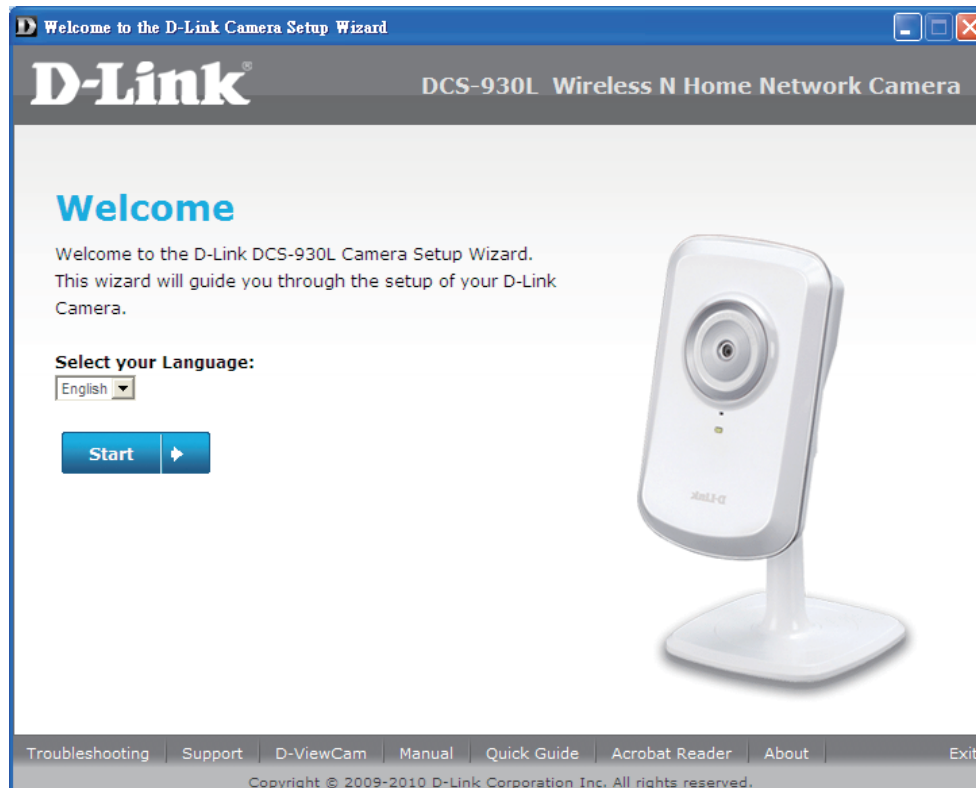 Welcome to the D-Link Camera Setup Wizard
D-Link®
DCS-930L Wireless N Home Network Camera
Welcome
Welcome to the D-Link DCS-930L Camera Setup Wizard.
This wizard will guide you through the setup of your D-Link
Camera.
Select your Language:
English
Start
D-Link
Troubleshooting Support D-ViewCam Manual Quick Guide Acrobat Reader About Exit
Copyright © 2009-2010 D-Link Corporation Inc. All rights reserved.